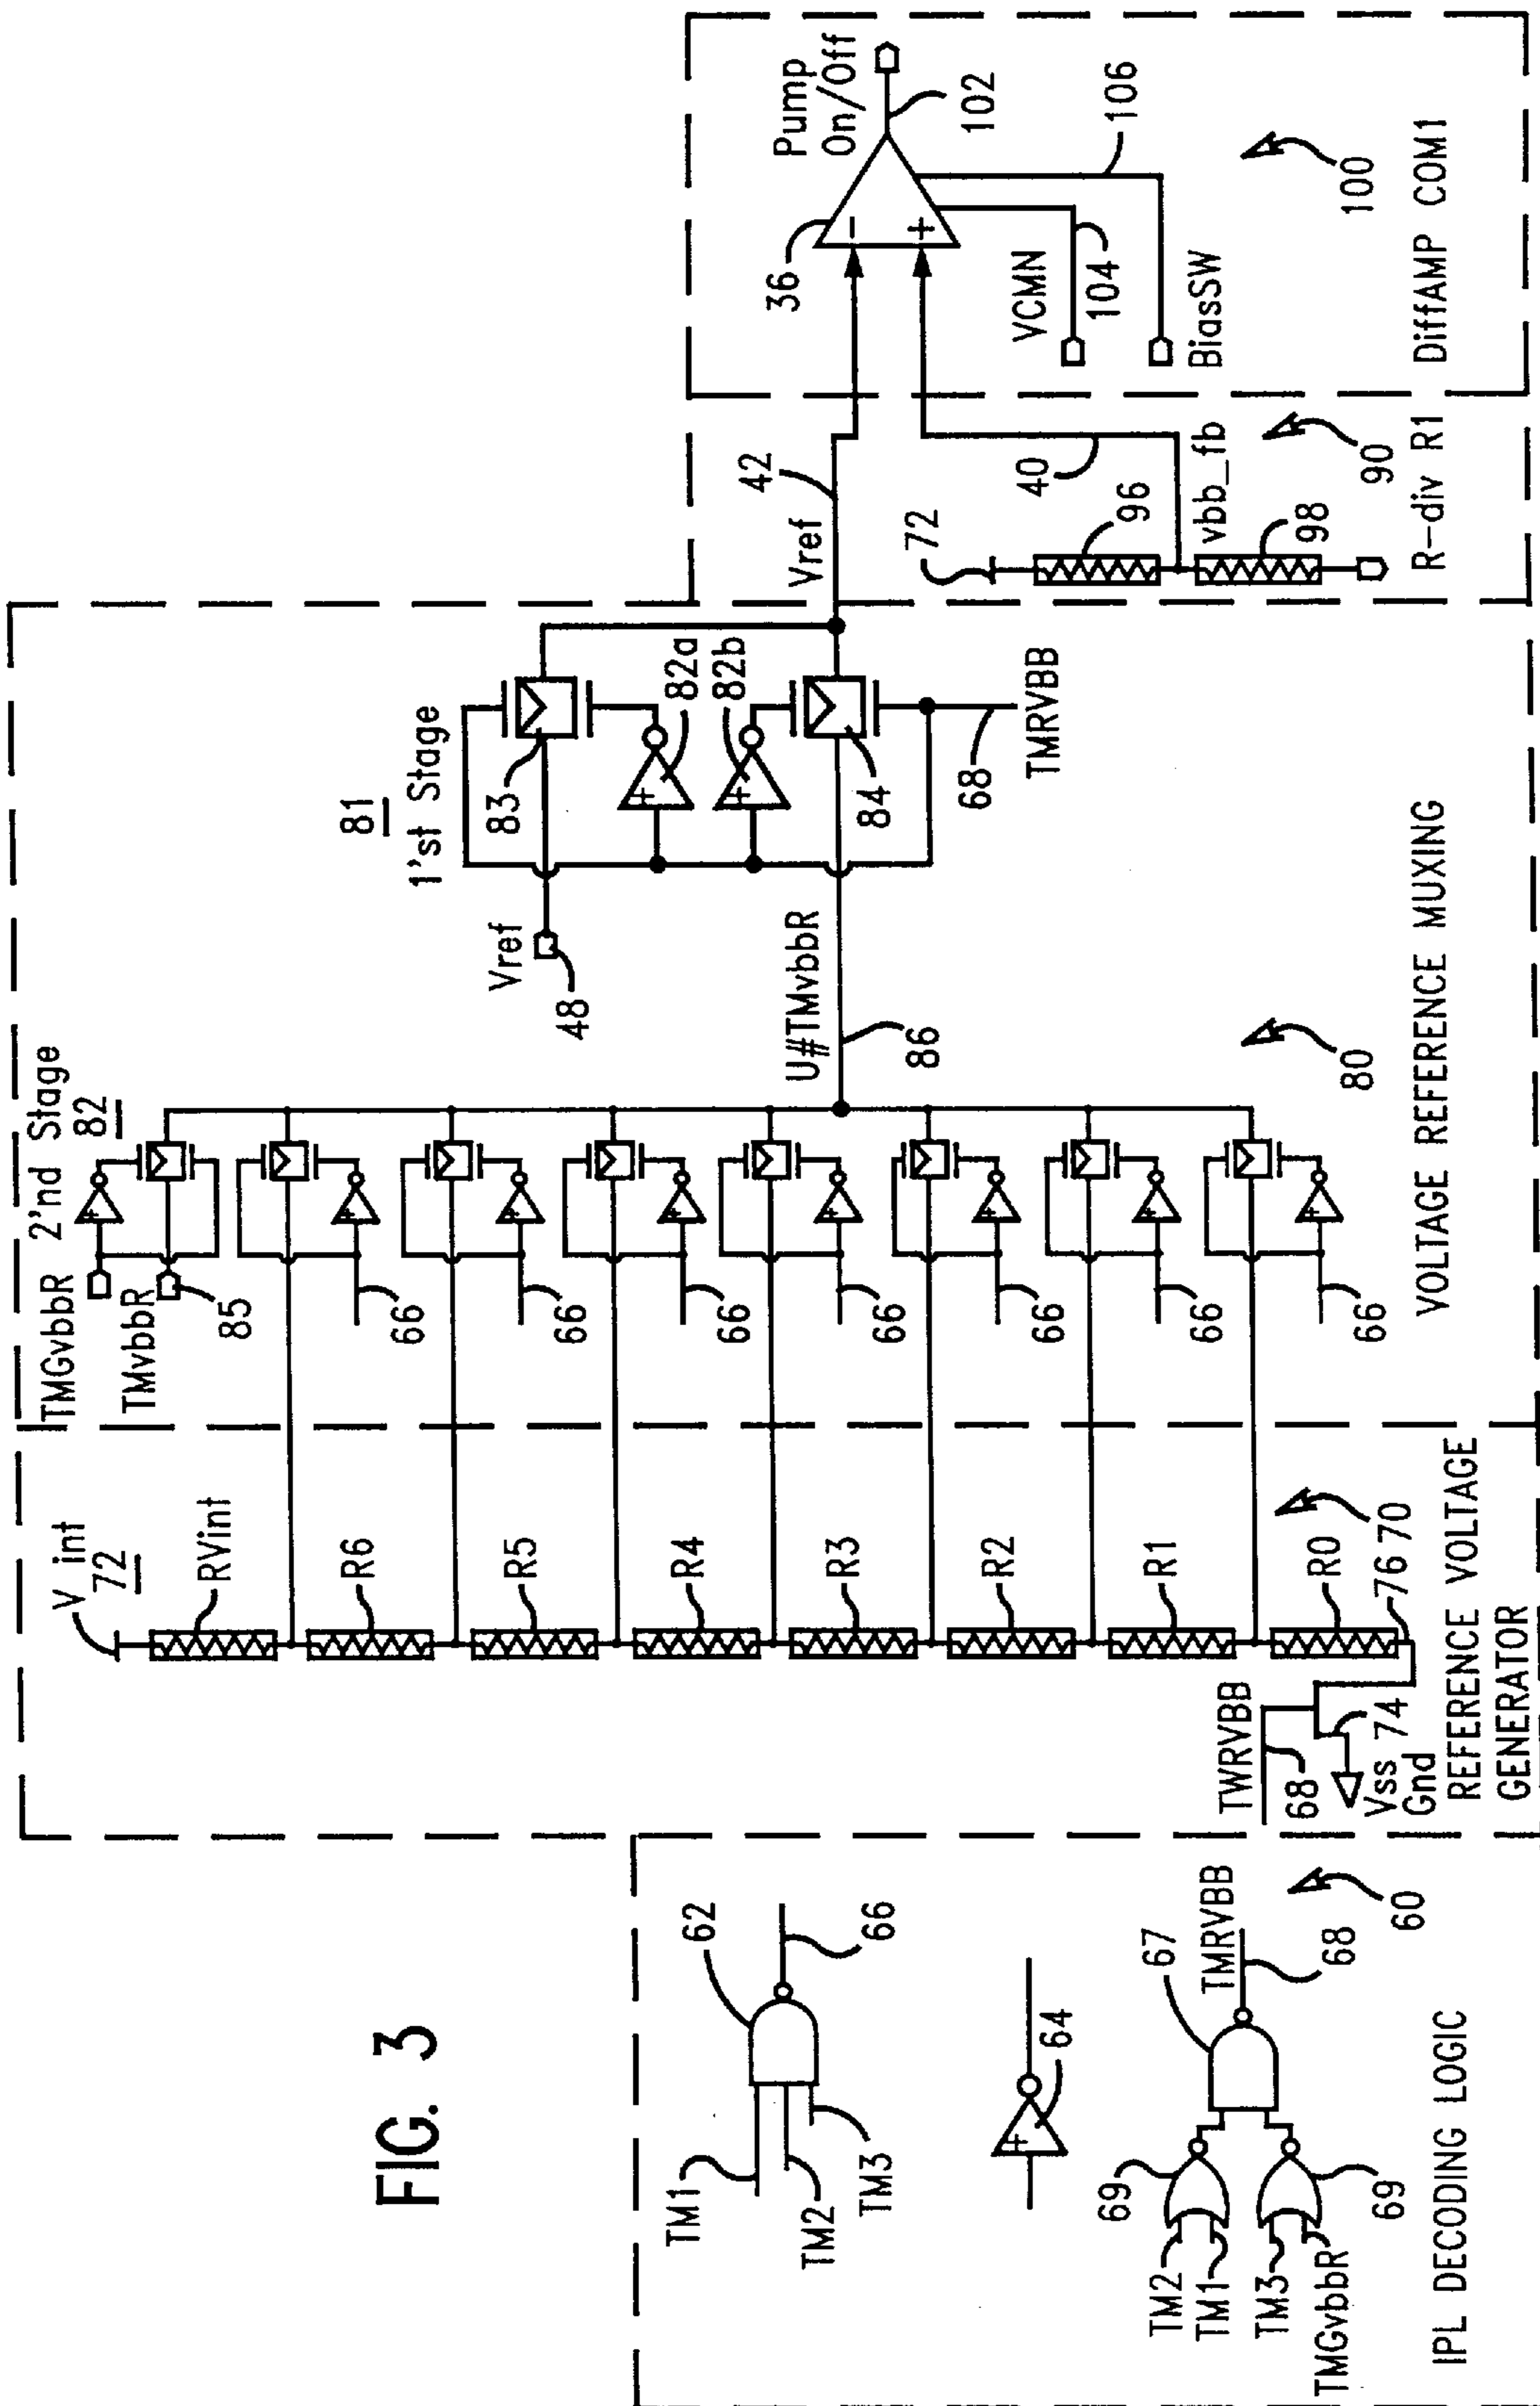 FIG. 3
TM1
TM2
TM3
62
66
64
TM2
TM1
TM3
TMGvbbR
69
69
67
TMRVBB
68
60
IPL DECODING LOGIC
V int
72
RVint
R6
R5
R4
R3
R2
R1
R0
TWRVBB
68
Vss
Gnd
74
76
70
REFERENCE VOLTAGE
GENERATOR
TMGvbbR
TMvbbR
85
2'nd Stage
82
66
66
66
66
66
66
66
U#TMvbbR
86
Vref
48
81
1'st Stage
83
82a
82b
84
68
TMRVBB
80
VOLTAGE REFERENCE MUXING
Vref
42
72
96
vbb_fb
98
40
90
R-div R1
36
Pump
On/Off
102
VCMN
104
BiasSW
106
100
DiffAMP COM1